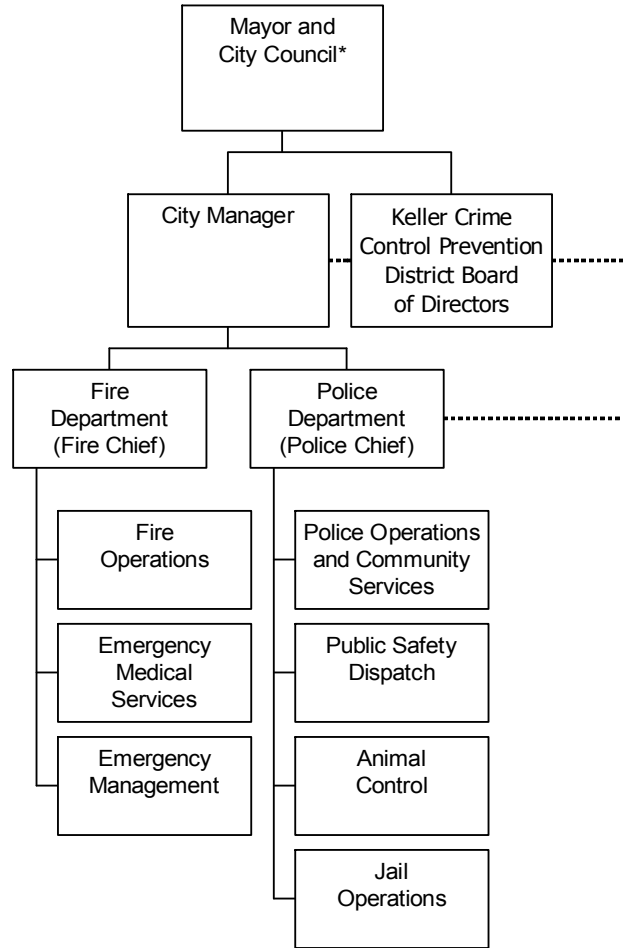 Mayor and
City Council*
City Manager
Keller Crime
Control Prevention
District Board
of Directors
Fire
Department
(Fire Chief)
Police
Department
(Police Chief)
Fire
Operations
Emergency
Medical
Services
Emergency
Management
Police Operations
and Community
Services
Public Safety
Dispatch
Animal
Control
Jail
Operations